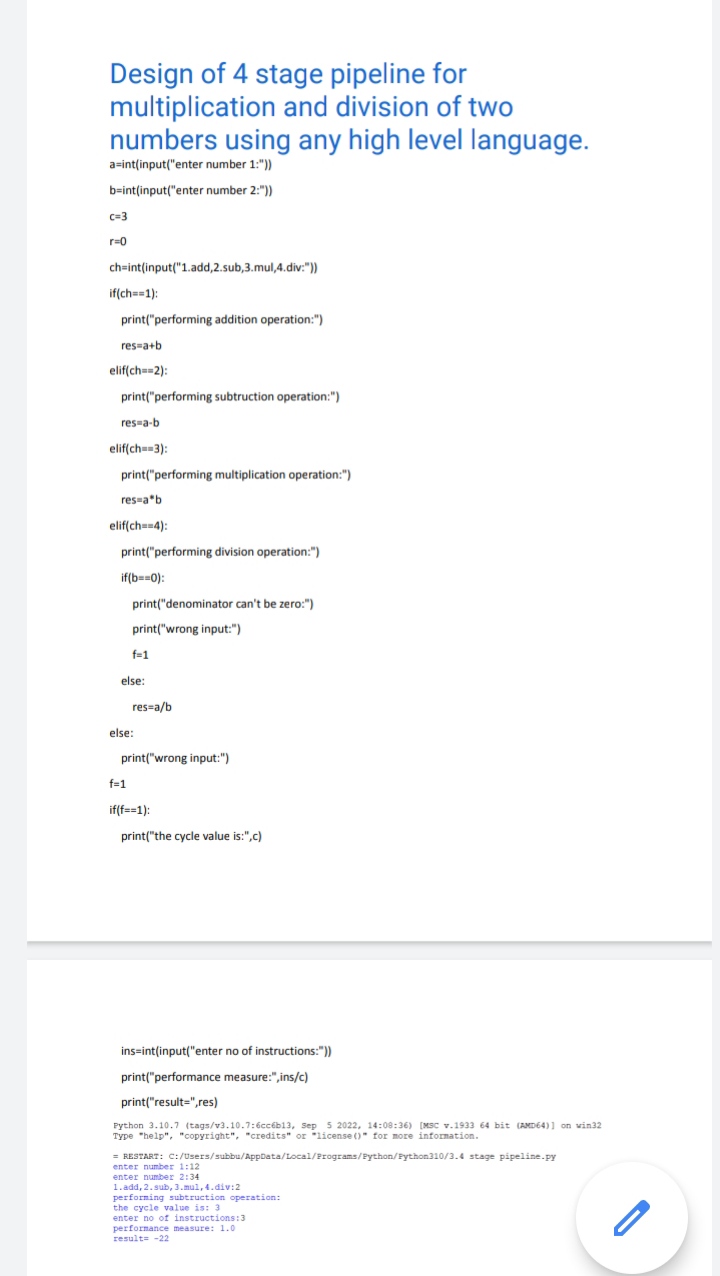 Design of 4 stage pipeline for
multiplication and division of two
numbers using any high level language.
a=int(input("enter number 1:"))
b=int(input("enter number 2:"))
c=3
r=0
ch=int(input("1.add,2.sub,3.mul,4.div:"))
if(ch==1):
print("performing addition operation:")
res=a+b
elif(ch==2):
print("performing subtruction operation:")
res=a-b
elif(ch==3):
print("performing multiplication operation:")
res=a*b
elif(ch==4):
print("performing division operation:")
if(b==0):
print("denominator can't be zero:")
print("wrong input:")
f=1
else:
res=a/b
else:
print("wrong input:")
f=1
if(f==1):
print("the cycle value is:",c)
ins=int(input("enter no of instructions:"))
print("performance measure:",ins/c)
print("result=",res)
Python 3.10.7 (tags/v3.10.7:6cc6b13, Sep  5 2022, 14:08:36) [MSC v.1933 64 bit (AMD64)] on win32
Type "help", "copyright", "credits" or "license()" for more information.
= RESTART: C:/Users/subbu/AppData/Local/Programs/Python/Python310/3.4 stage pipeline.py
enter number 1:12
enter number 2:34
1.add,2.sub,3.mul,4.div:2
performing subtruction operation:
the cycle value is: 3
enter no of instructions:3
performance measure: 1.0
result= -22